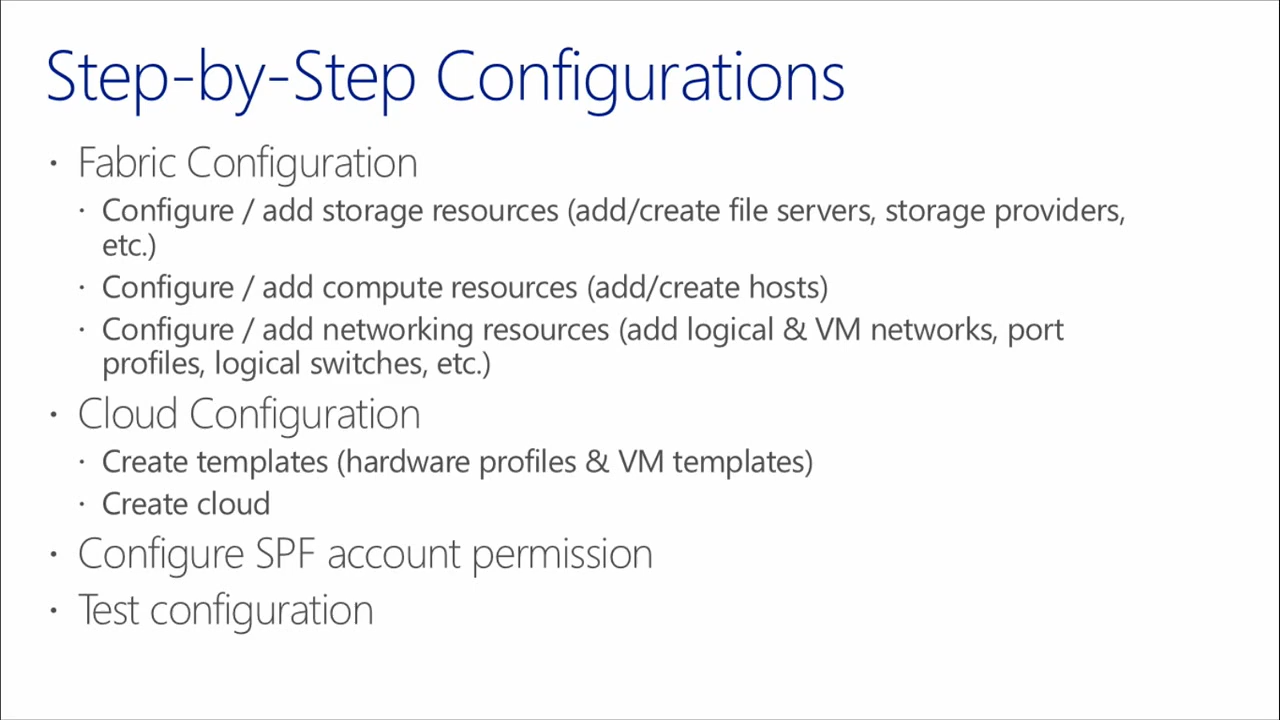 Step-by-Step Configurations
· Fabric Configuration
· Configure / add storage resources (add/create file servers, storage providers,
etc.)
· Configure / add compute resources (add/create hosts)
· Configure / add networking resources (add logical & VM networks, port
profiles, logical switches, etc.)
· Cloud Configuration
· Create templates (hardware profiles & VM templates)
· Create cloud
· Configure SPF account permission
· Test configuration